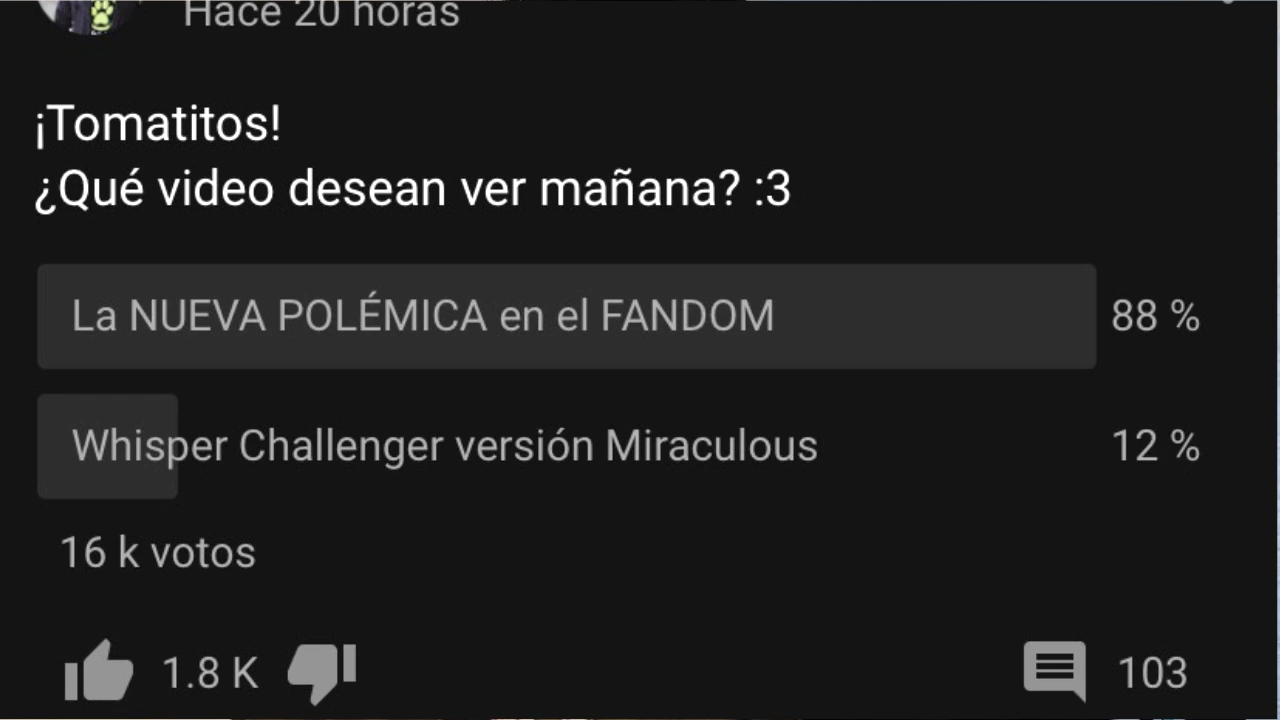 Hace 20 horas
¡Tomatitos!
¿Qué video desean ver mañana? :3
La NUEVA POLÉMICA en el FANDOM
88 %
Whisper Challenger versión Miraculous
12 %
16 k votos
1.8 K
103